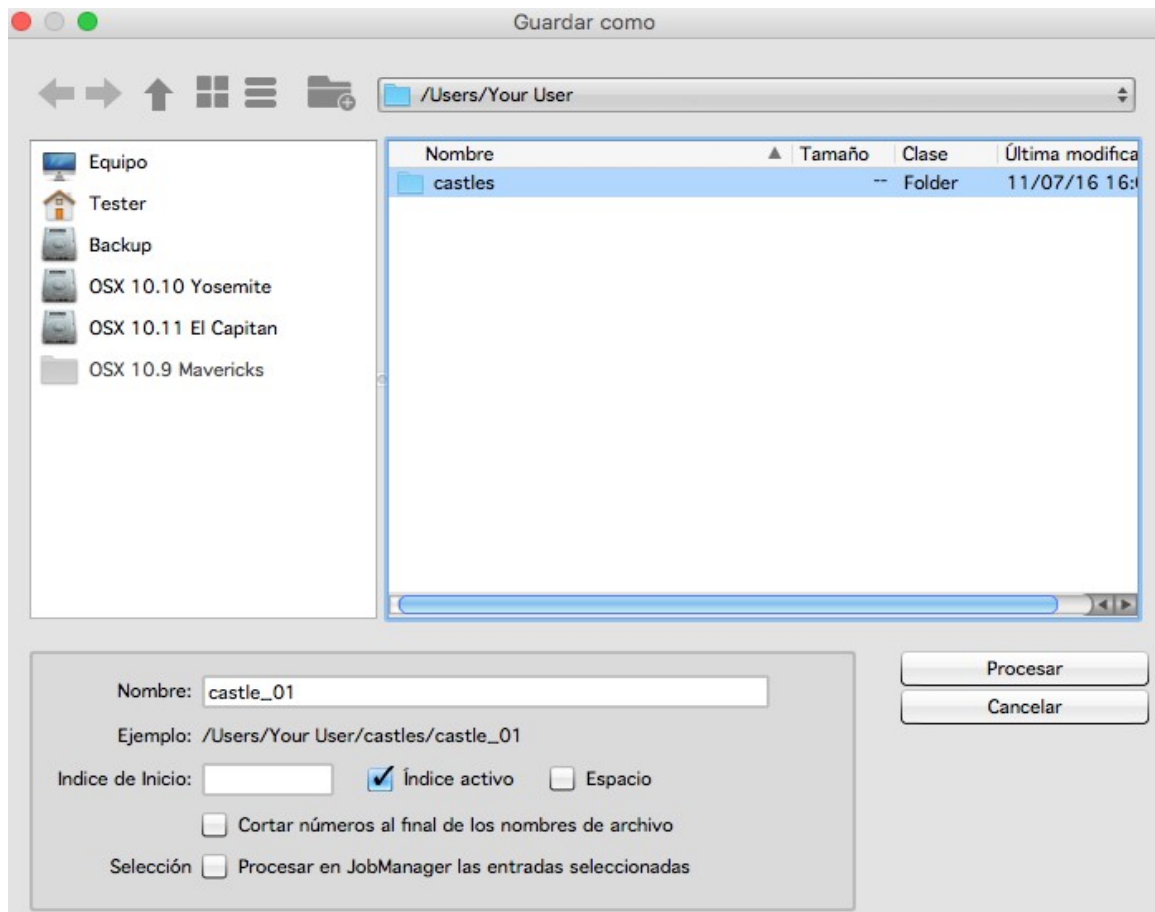 Guardar como
/Users/Your User
Equipo
Tester
Backup
OSX 10.10 Yosemite
OSX 10.11 El Capitan
OSX 10.9 Mavericks
Nombre Tamaño Clase Última modifica
castles -- Folder 11/07/16 16:
Nombre: castle_01
Ejemplo: /Users/Your User/castles/castle_01
Indice de Inicio: Índice activo Espacio
Cortar números al final de los nombres de archivo
Selección Procesar en JobManager las entradas seleccionadas
Procesar
Cancelar